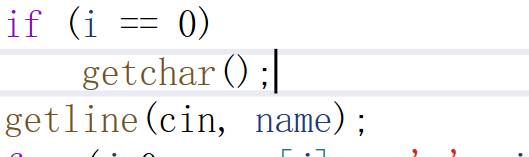 if (i == 0)
getchar();
getline(cin, name);